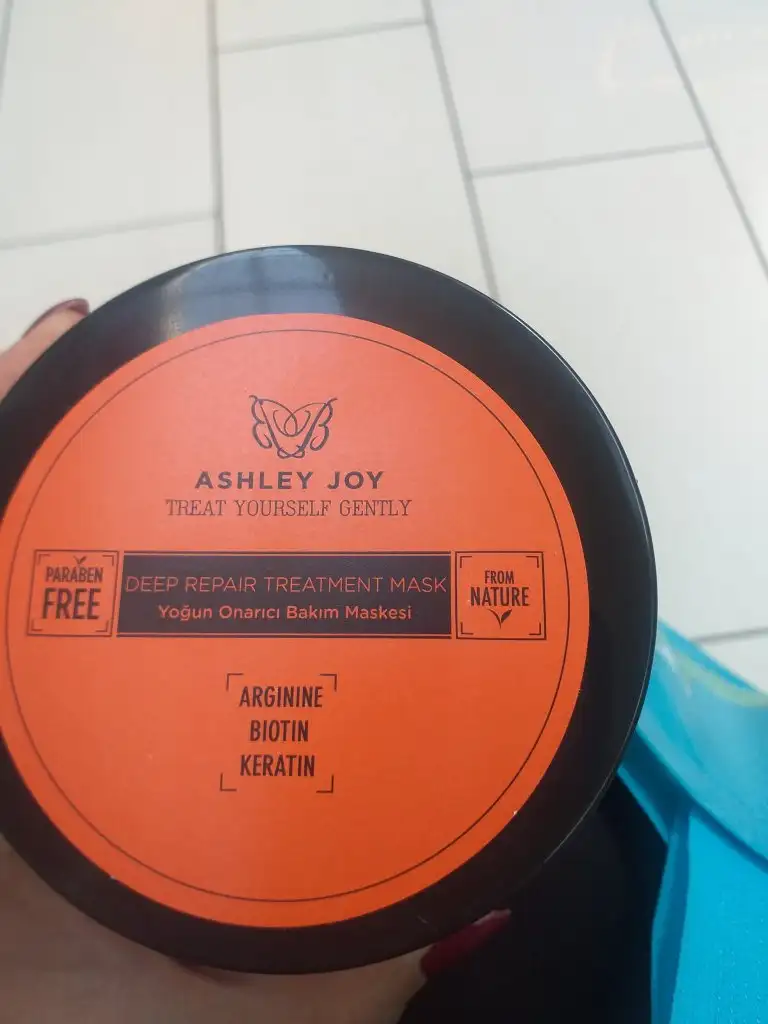 ASHLEY JOY
TREAT YOURSELF GENTLY
PARABEN
FREE
DEEP REPAIR TREATMENT MASK
Yoğun Onarıcı Bakım Maskesi
FROM
NATURE
ARGININE
BIOTIN
KERATIN